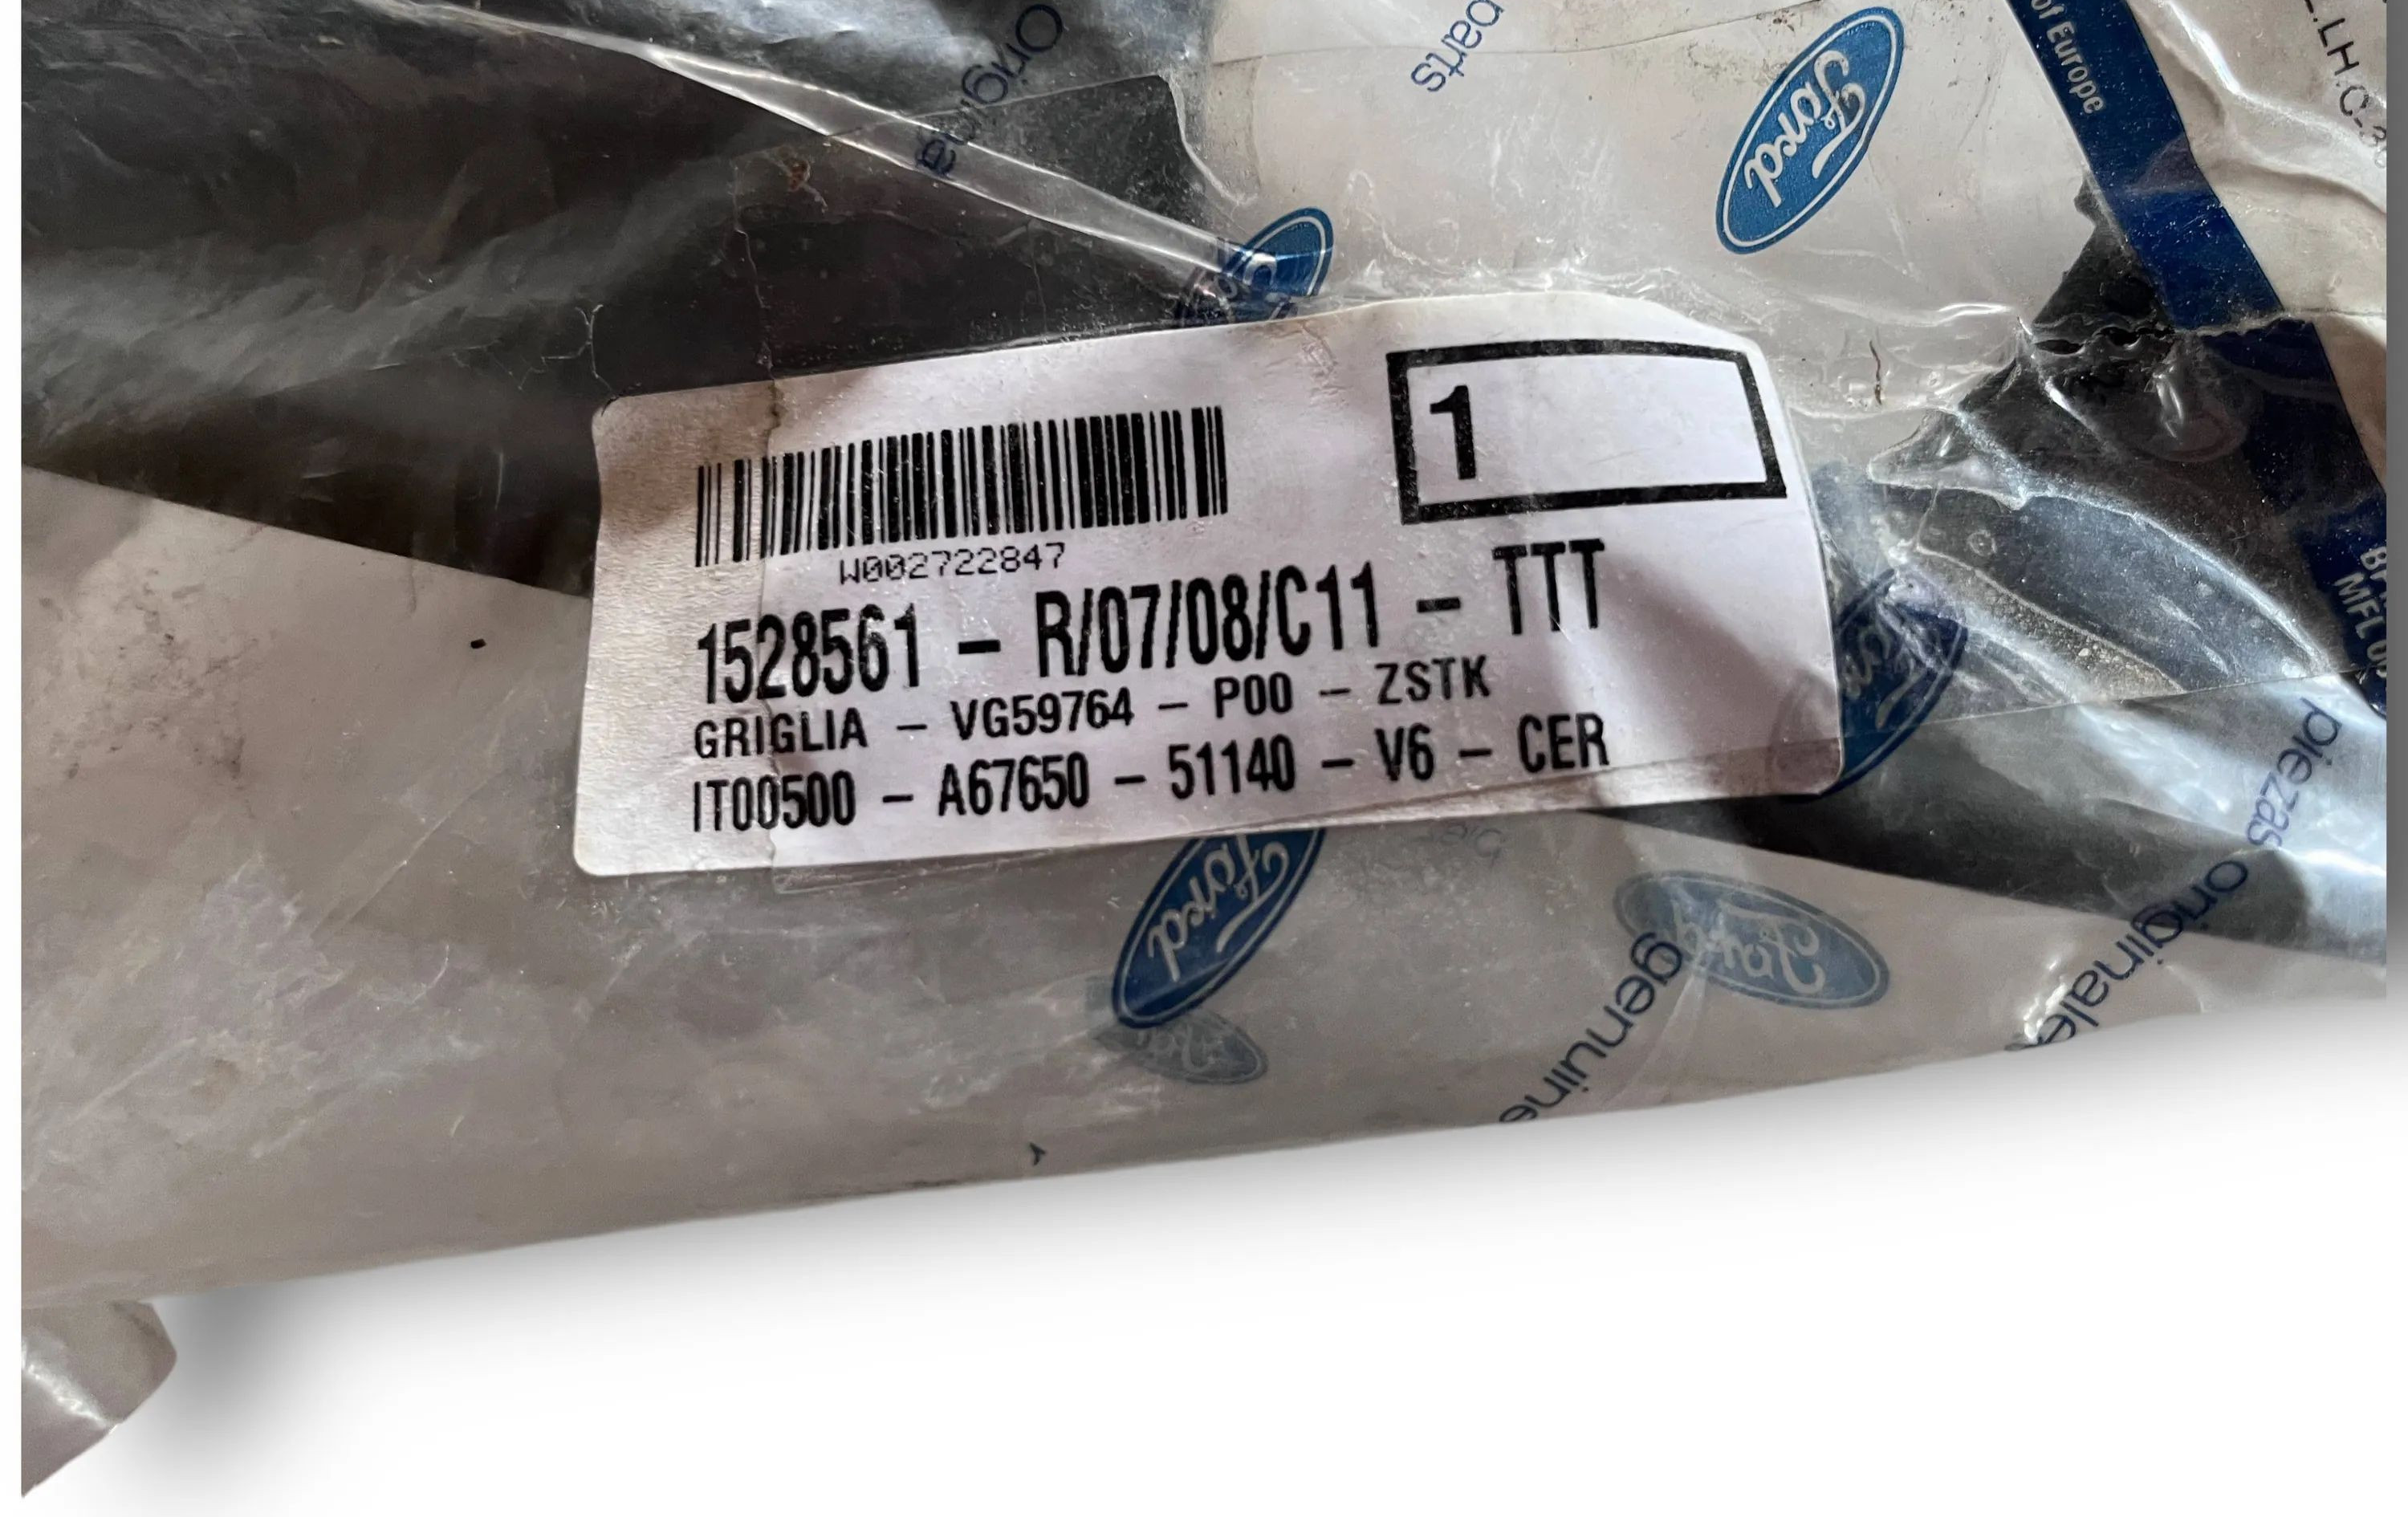 parts
Ford
of Europe
1
W002722847
1528561 – R/07/08/C11 – TTT
GRIGLIA – VG59764 – P00 – ZSTK
IT00500 – A67650 – 51140 – V6 – CER
Ford
Ford
Ford
genuine
piezas originales